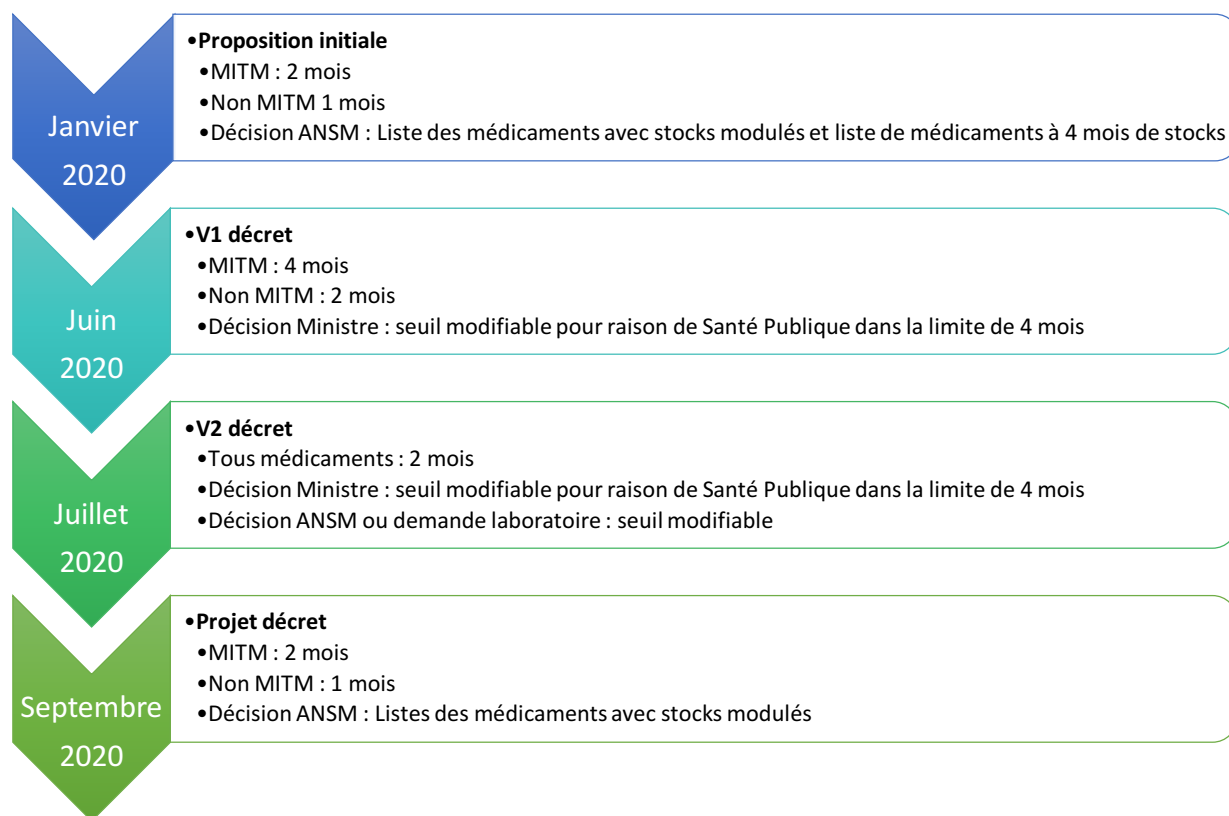 Janvier
2020
•Proposition initiale
•MITM : 2 mois
•Non MITM 1 mois
•Décision ANSM : Liste des médicaments avec stocks modulés et liste de médicaments à 4 mois de stocks
Juin
2020
•V1 décret
•MITM : 4 mois
•Non MITM : 2 mois
•Décision Ministre : seuil modifiable pour raison de Santé Publique dans la limite de 4 mois
Juillet
2020
•V2 décret
•Tous médicaments : 2 mois
•Décision Ministre : seuil modifiable pour raison de Santé Publique dans la limite de 4 mois
•Décision ANSM ou demande laboratoire : seuil modifiable
Septembre
2020
•Projet décret
•MITM : 2 mois
•Non MITM : 1 mois
•Décision ANSM : Listes des médicaments avec stocks modulés